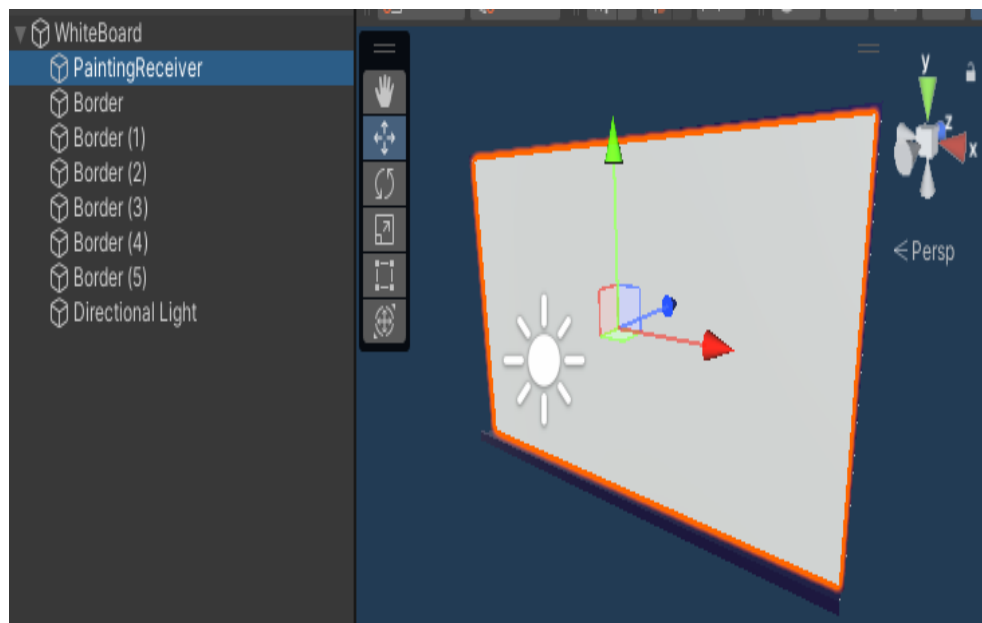 WhiteBoard
PaintingReceiver
Border
Border (1)
Border (2)
Border (3)
Border (4)
Border (5)
Directional Light
y
z
x
Persp